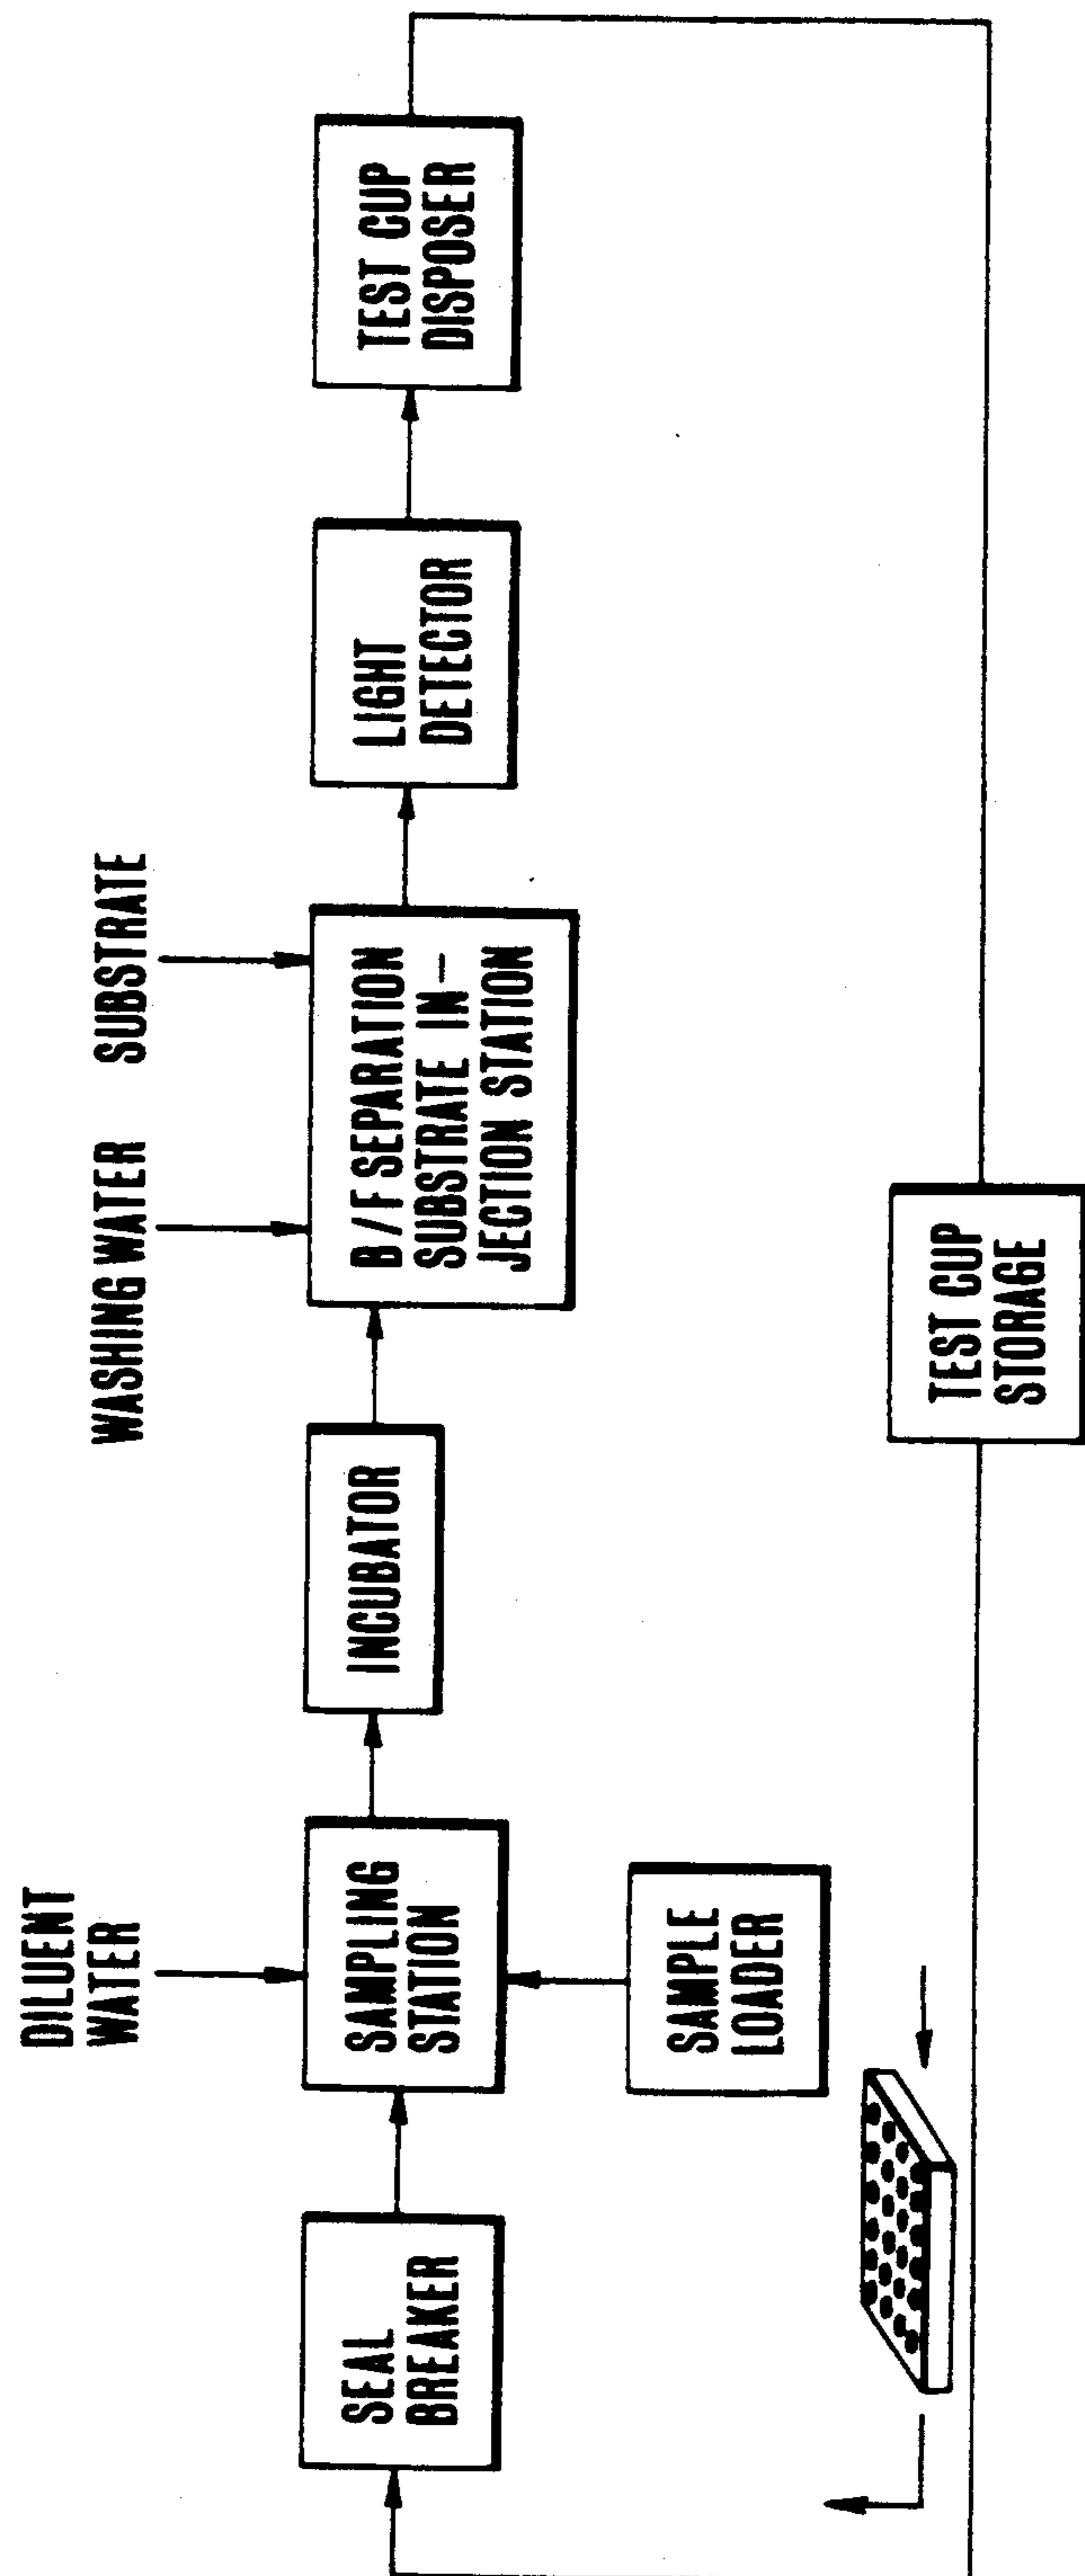 DILUENT
WATER
WASHING WATER
SUBSTRATE
SEAL
BREAKER
SAMPLING
STATION
INCUBATOR
B/F SEPARATION
SUBSTRATE IN-
JECTION STATION
LIGHT
DETECTOR
TEST CUP
DISPOSER
SAMPLE
LOADER
TEST CUP
STORAGE